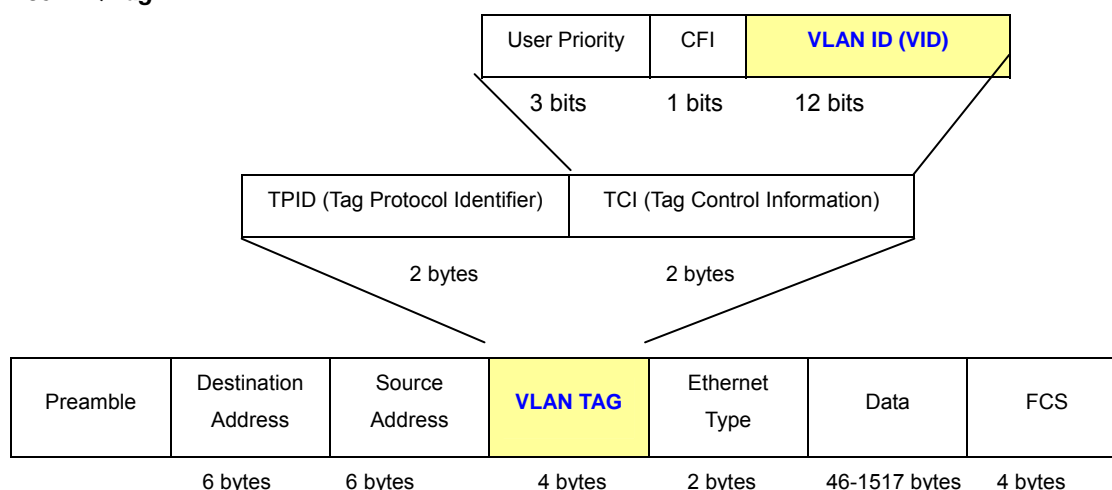 User Priority CFI VLAN ID (VID)
3 bits 1 bits 12 bits
TPID (Tag Protocol Identifier) TCI (Tag Control Information)
2 bytes 2 bytes
Preamble Destination Address Source Address VLAN TAG Ethernet Type Data FCS
6 bytes 6 bytes 4 bytes 2 bytes 46-1517 bytes 4 bytes